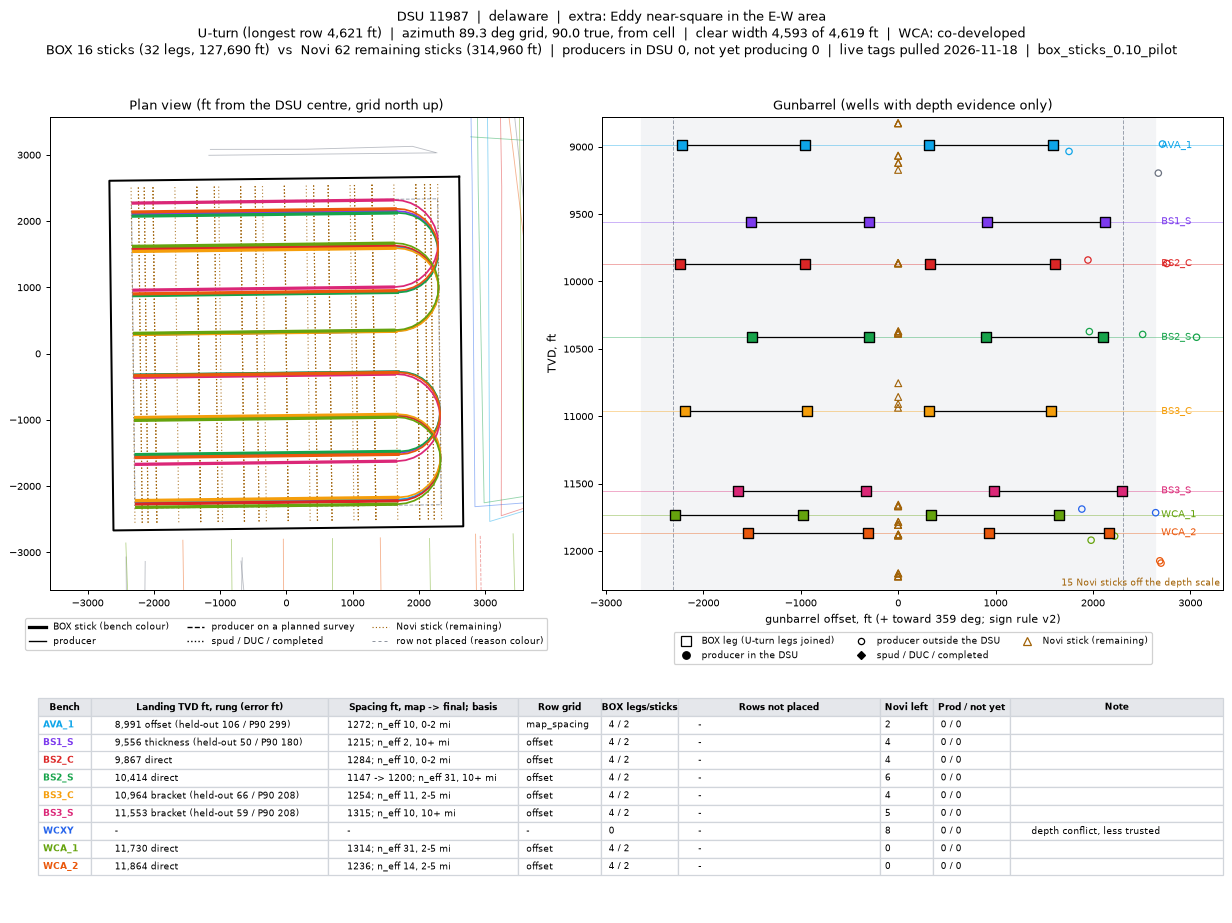 DSU 11987 | delaware | extra: Eddy near-square in the E-W area
U-turn (longest row 4,621 ft) | azimuth 89.3 deg grid, 90.0 true, from cell | clear width 4,593 of 4,619 ft | WCA: co-developed
BOX 16 sticks (32 legs, 127,690 ft) vs Novi 62 remaining sticks (314,960 ft) | producers in DSU 0, not yet producing 0 | live tags pulled 2026-11-18 | box_sticks_0.10_pilot
Plan view (ft from the DSU centre, grid north up)
3000
2000
1000
0
−1000
−2000
−3000
−3000 −2000 −1000 0 1000 2000 3000
BOX stick (bench colour)
producer
producer on a planned survey
spud / DUC / completed
Novi stick (remaining)
row not placed (reason colour)
Gunbarrel (wells with depth evidence only)
TVD, ft
9000
9500
10000
10500
11000
11500
12000
AVA_1
BS1_S
BS2_C
BS2_S
BS3_C
BS3_S
WCA_1
WCA_2
15 Novi sticks off the depth scale
−3000 −2000 −1000 0 1000 2000 3000
gunbarrel offset, ft (+ toward 359 deg; sign rule v2)
BOX leg (U-turn legs joined)
producer in the DSU
producer outside the DSU
spud / DUC / completed
Novi stick (remaining)
Bench Landing TVD ft, rung (error ft) Spacing ft, map -> final; basis Row grid BOX legs/sticks Rows not placed Novi left Prod / not yet Note
AVA_1 8,991 offset (held-out 106 / P90 299) 1272; n_eff 10, 0-2 mi map_spacing 4 / 2 - 2 0 / 0
BS1_S 9,556 thickness (held-out 50 / P90 180) 1215; n_eff 2, 10+ mi offset 4 / 2 - 4 0 / 0
BS2_C 9,867 direct 1284; n_eff 10, 0-2 mi offset 4 / 2 - 4 0 / 0
BS2_S 10,414 direct 1147 -> 1200; n_eff 31, 10+ mi offset 4 / 2 - 6 0 / 0
BS3_C 10,964 bracket (held-out 66 / P90 208) 1254; n_eff 11, 2-5 mi offset 4 / 2 - 4 0 / 0
BS3_S 11,553 bracket (held-out 59 / P90 208) 1315; n_eff 10, 10+ mi offset 4 / 2 - 5 0 / 0
WCXY - - - 0 - 8 0 / 0 depth conflict, less trusted
WCA_1 11,730 direct 1314; n_eff 31, 2-5 mi offset 4 / 2 - 0 0 / 0
WCA_2 11,864 direct 1236; n_eff 14, 2-5 mi offset 4 / 2 - 0 0 / 0